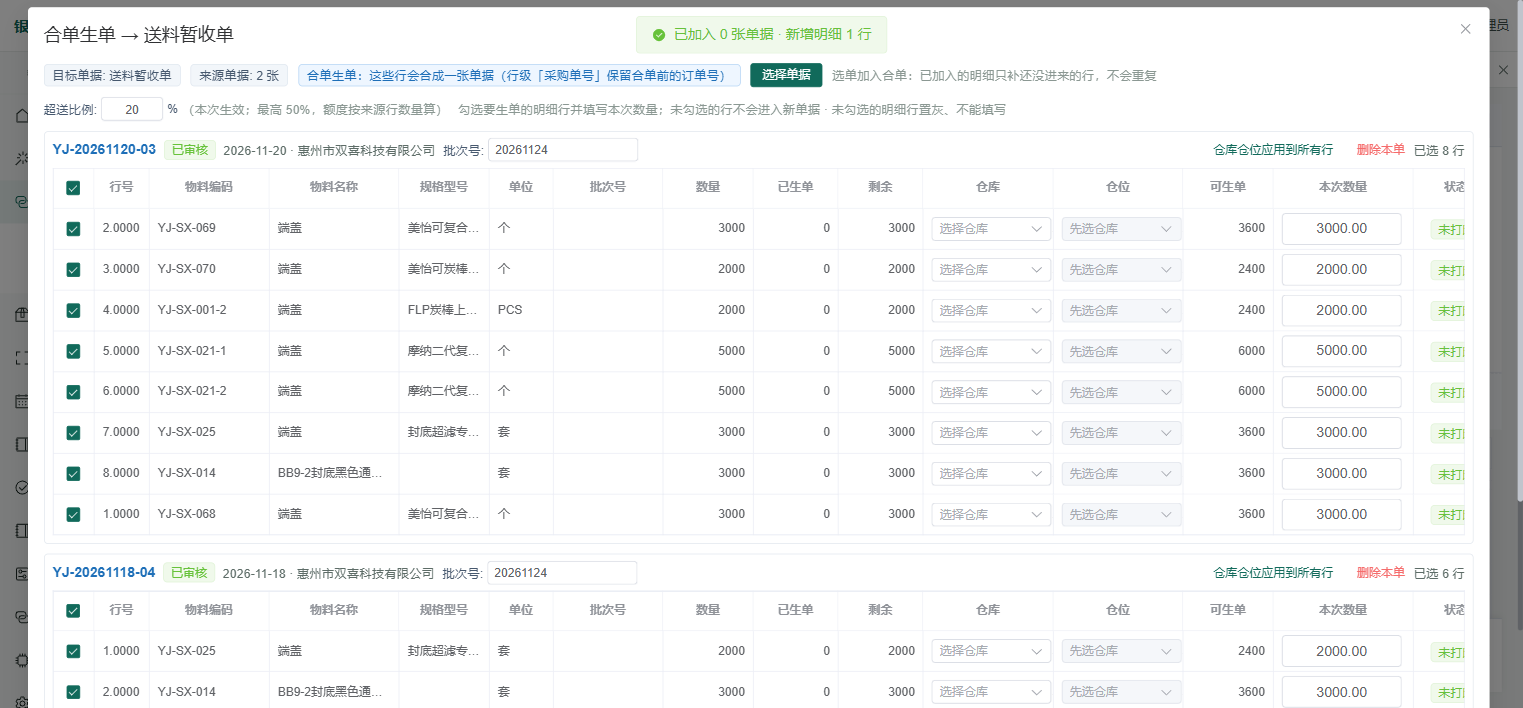 银
合单生单 → 送料暂收单
已加入 0 张单据 · 新增明细 1 行
理员
目标单据: 送料暂收单 来源单据: 2 张 合单生单：这些行会合成一张单据（行级「采购单号」保留合单前的订单号） 选择单据 选单加入合单：已加入的明细只补还没进来的行，不会重复
超送比例: 20 % （本次生效；最高 50%，额度按来源行数量算） 勾选要生单的明细行并填写本次数量；未勾选的行不会进入新单据 · 未勾选的明细行置灰、不能填写
YJ-20261120-03 已审核 2026-11-20 · 惠州市双喜科技有限公司 批次号: 20261124 仓库仓位应用到所有行 删除本单 已选 8 行
行号 物料编码 物料名称 规格型号 单位 批次号 数量 已生单 剩余 仓库 仓位 可生单 本次数量 状态
2.0000 YJ-SX-069 端盖 美怡可复合... 个 3000 0 3000 选择仓库 先选仓库 3600 3000.00 未打
3.0000 YJ-SX-070 端盖 美怡可炭棒... 个 2000 0 2000 选择仓库 先选仓库 2400 2000.00 未打
4.0000 YJ-SX-001-2 端盖 FLP炭棒上... PCS 2000 0 2000 选择仓库 先选仓库 2400 2000.00 未打
5.0000 YJ-SX-021-1 端盖 摩纳二代复... 个 5000 0 5000 选择仓库 先选仓库 6000 5000.00 未打
6.0000 YJ-SX-021-2 端盖 摩纳二代复... 个 5000 0 5000 选择仓库 先选仓库 6000 5000.00 未打
7.0000 YJ-SX-025 端盖 封底超滤专... 套 3000 0 3000 选择仓库 先选仓库 3600 3000.00 未打
8.0000 YJ-SX-014 BB9-2封底黑色通... 套 3000 0 3000 选择仓库 先选仓库 3600 3000.00 未打
1.0000 YJ-SX-068 端盖 美怡可复合... 个 3000 0 3000 选择仓库 先选仓库 3600 3000.00 未打
YJ-20261118-04 已审核 2026-11-18 · 惠州市双喜科技有限公司 批次号: 20261124 仓库仓位应用到所有行 删除本单 已选 6 行
行号 物料编码 物料名称 规格型号 单位 批次号 数量 已生单 剩余 仓库 仓位 可生单 本次数量 状态
1.0000 YJ-SX-025 端盖 封底超滤专... 套 2000 0 2000 选择仓库 先选仓库 2400 2000.00 未打
2.0000 YJ-SX-014 BB9-2封底黑色通... 套 3000 0 3000 选择仓库 先选仓库 3600 3000.00 未打